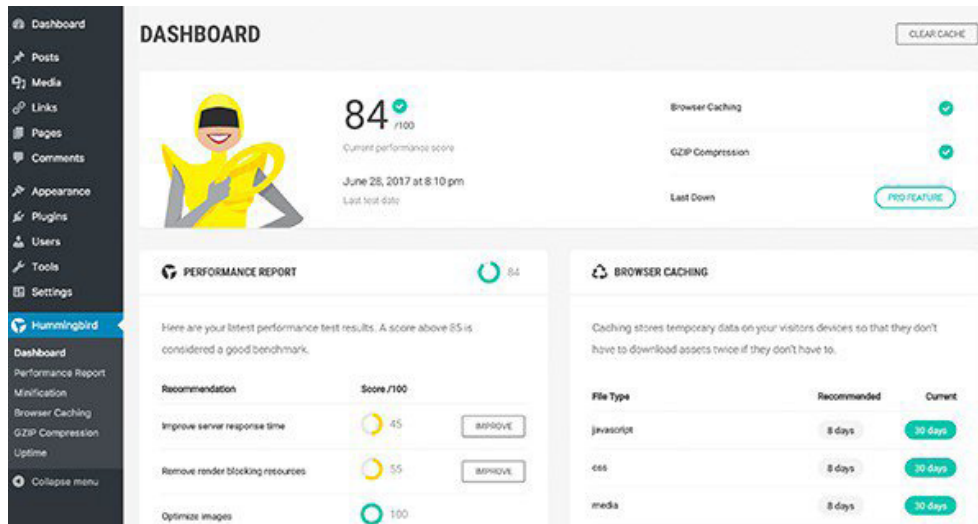 Dashboard
Posts
Media
Links
Pages
Comments
Appearance
Plugins
Users
Tools
Settings
Hummingbird
Dashboard
Performance Report
Minification
Browser Caching
GZIP Compression
Uptime
Collapse menu
DASHBOARD
CLEAR CACHE
84 /100
Current performance score
June 28, 2017 at 8:10 pm
Last test date
Browser Caching
GZIP Compression
Last Down
PRO FEATURE
PERFORMANCE REPORT
84
Here are your latest performance test results. A score above 85 is
considered a good benchmark.
Recommendation Score /100
Improve server response time 45 IMPROVE
Remove render blocking resources 55 IMPROVE
Optimize images 100
BROWSER CACHING
Caching stores temporary data on your visitors devices so that they don't
have to download assets twice if they don't have to.
File Type Recommended Current
javascript 8 days 30 days
css 8 days 30 days
media 8 days 30 days